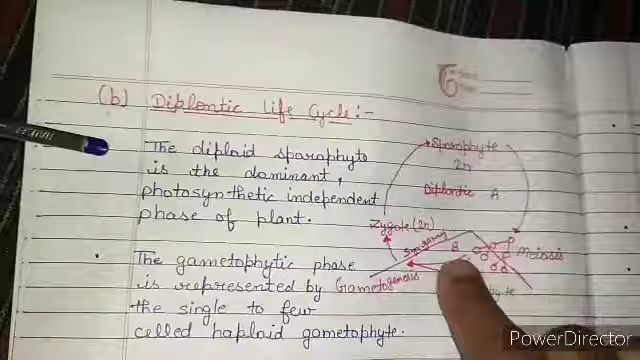 (b) Diplontic Life Cycle:-
The diploid sparophyte
is the dominant,
photosynthetic independent
phase of plant.
The gametophytic phase
is represented by
the single to few
celled haploid gametophyte.
Sporophyte
2n
Diplontic A
Zygote (2n)
Syngamy
B
Meiosis
Gametogenesis
PowerDirector